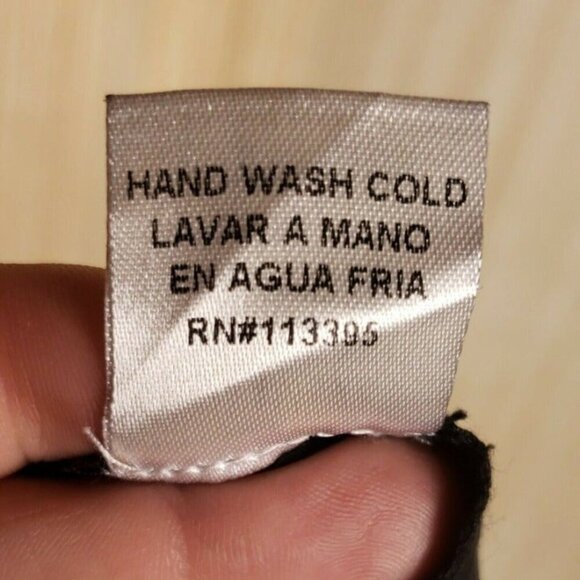 HAND WASH COLD
LAVAR A MANO
EN AGUA FRIA
RN#113395